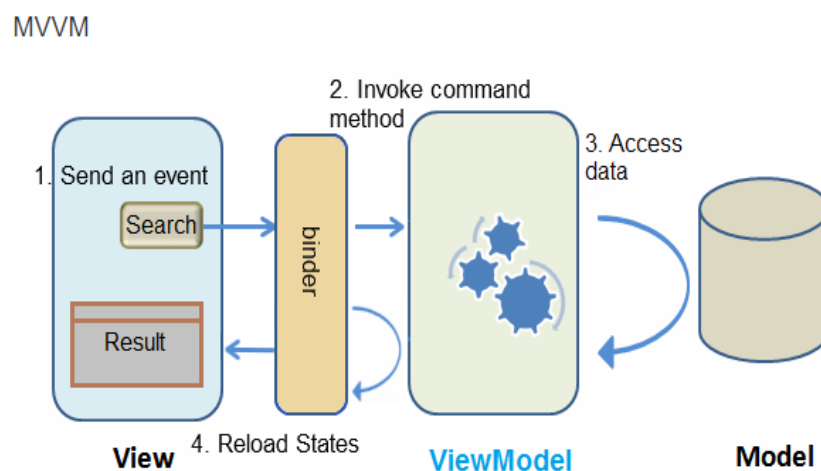 MVVM
2. Invoke command
method
3. Access
data
1. Send an event
Search
binder
Result
4. Reload States
View
ViewModel
Model